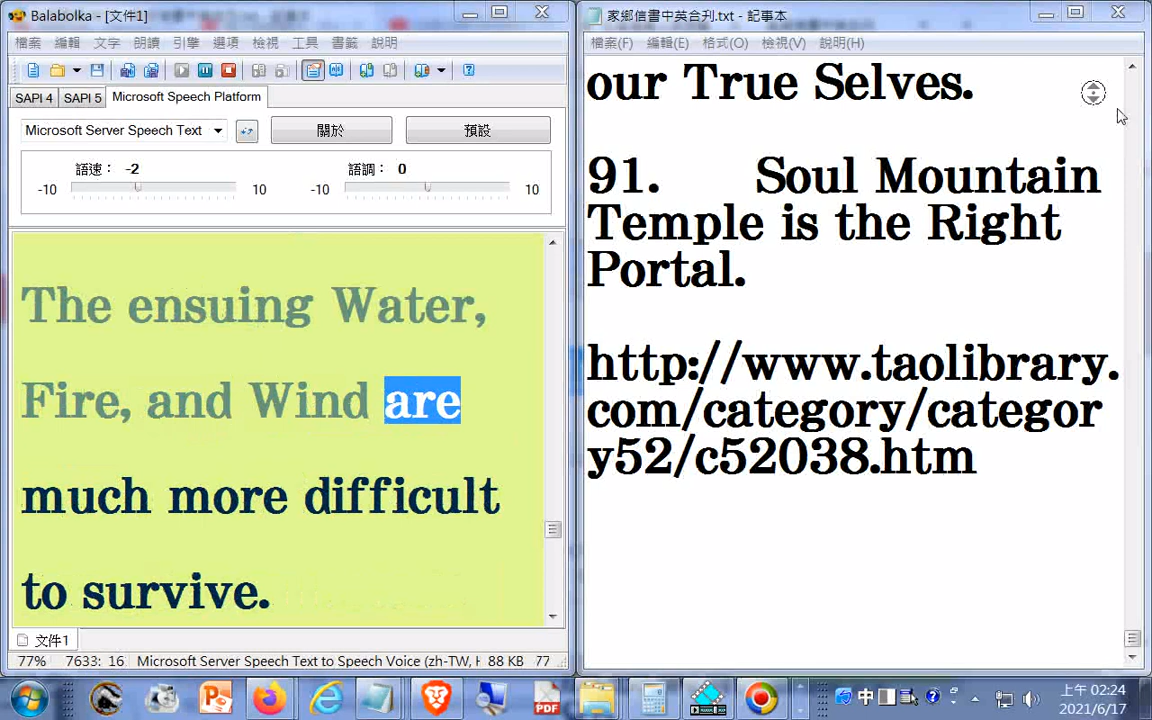 Balabolka - [文件1]
檔案 編輯 文字 朗讀 引擎 選項 檢視 工具 書籤 說明
SAPI 4 SAPI 5 Microsoft Speech Platform
Microsoft Server Speech Text 關於 預設
語速： -2 語調： 0
-10 10 -10 10
The ensuing Water,
Fire, and Wind are
much more difficult
to survive.
文件1
77% 7633: 16 Microsoft Server Speech Text to Speech Voice (zh-TW, H 88 KB 77
家鄉信書中英合刋.txt - 記事本
檔案(F) 編輯(E) 格式(O) 檢視(V) 說明(H)
our True Selves.
91. Soul Mountain
Temple is the Right
Portal.
http://www.taolibrary.
com/category/categor
y52/c52038.htm
PDF
中
上午 02:24
2021/6/17